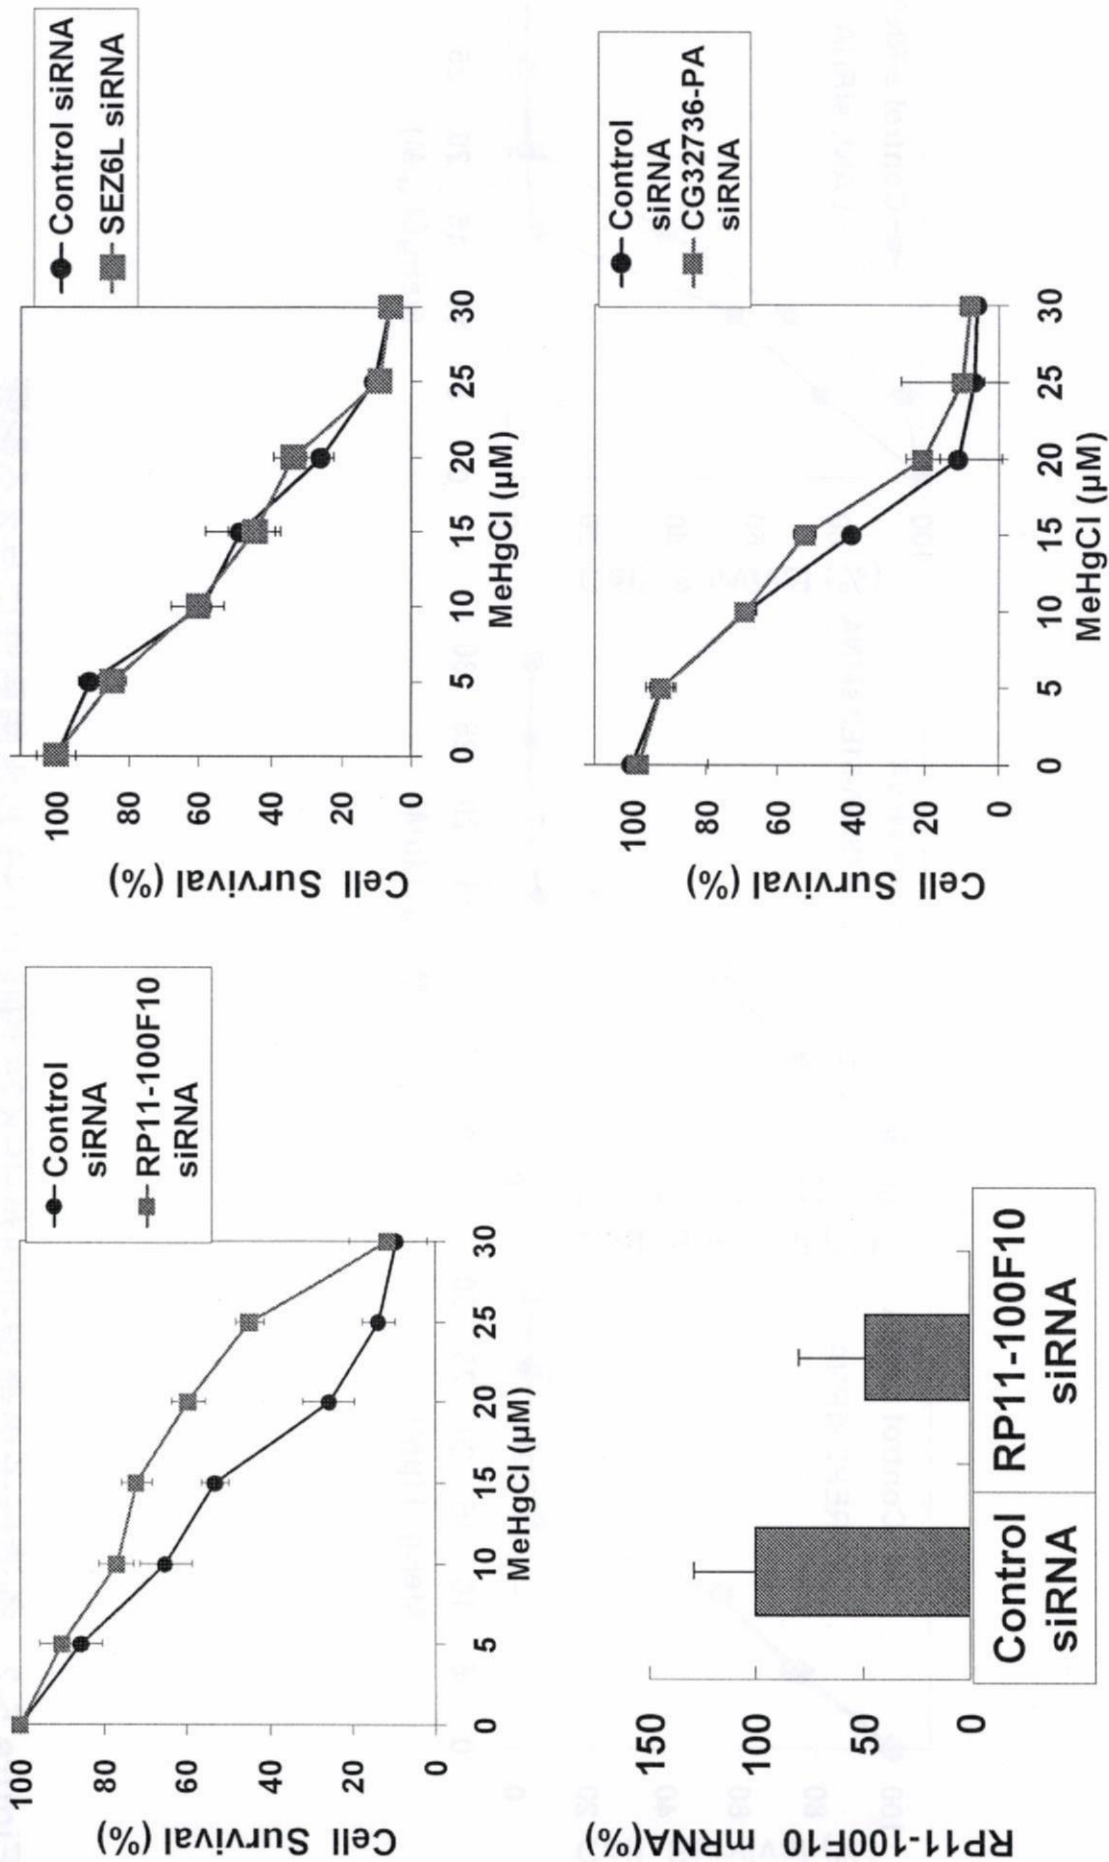 Control
siRNA
RP11-100F10
siRNA
Cell Survival (%)
100
80
60
40
20
0
0 5 10 15 20 25 30
MeHgCl (µM)
Control siRNA
SEZ6L siRNA
Cell Survival (%)
100
80
60
40
20
0
0 5 10 15 20 25 30
MeHgCl (µM)
RP11-100F10 mRNA(%)
150
100
50
0
Control
siRNA
RP11-100F10
siRNA
Control
siRNA
CG32736-PA
siRNA
Cell Survival (%)
100
80
60
40
20
0
0 5 10 15 20 25 30
MeHgCl (µM)